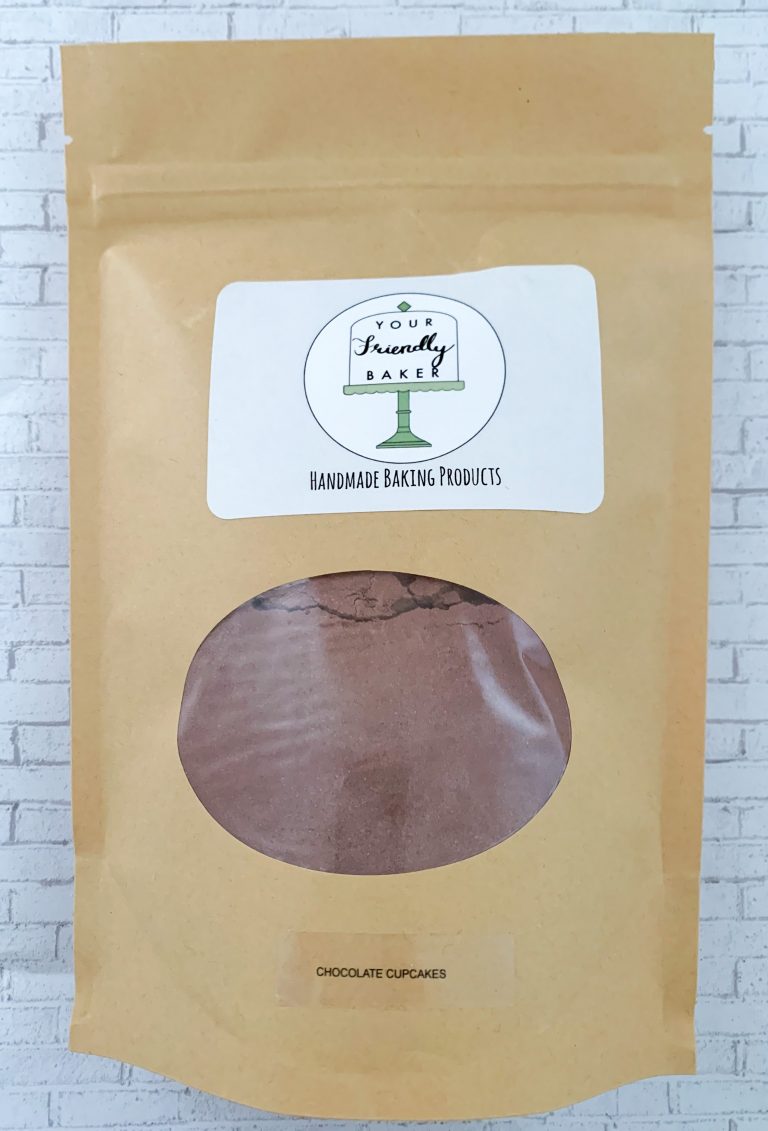 YOUR
Friendly
BAKER
HANDMADE BAKING PRODUCTS
CHOCOLATE CUPCAKES